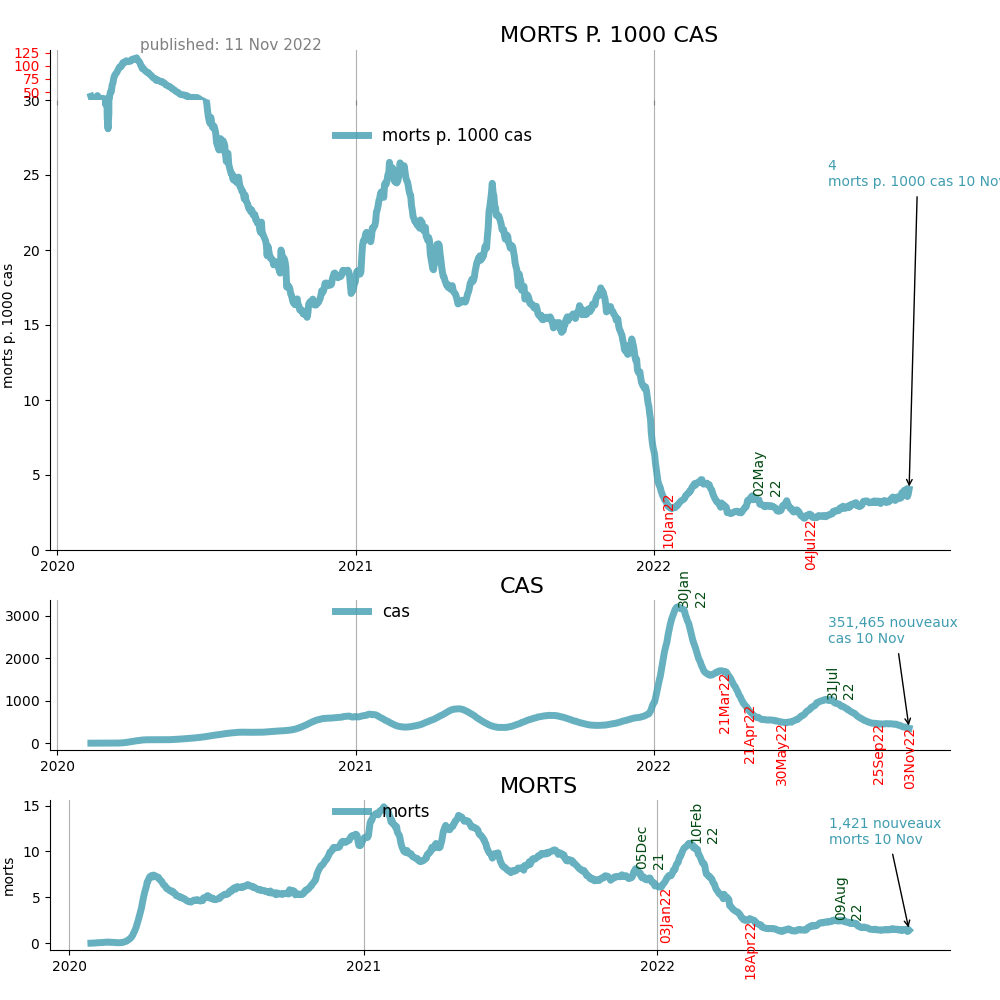 MORTS P. 1000 CAS
published: 11 Nov 2022
125
100
75
50
30
25
20
15
10
5
0
morts p. 1000 cas
morts p. 1000 cas
4
morts p. 1000 cas 10 Nov
10Jan22
02May
22
04Jul22
2020
2021
2022
CAS
3000
2000
1000
0
cas
30Jan
22
351,465 nouveaux
cas 10 Nov
21Mar22
21Apr22
30May22
31Jul
22
25Sep22
03Nov22
2020
2021
2022
MORTS
15
10
5
0
morts
morts
05Dec
21
03Jan22
10Feb
22
18Apr22
09Aug
22
1,421 nouveaux
morts 10 Nov
2020
2021
2022